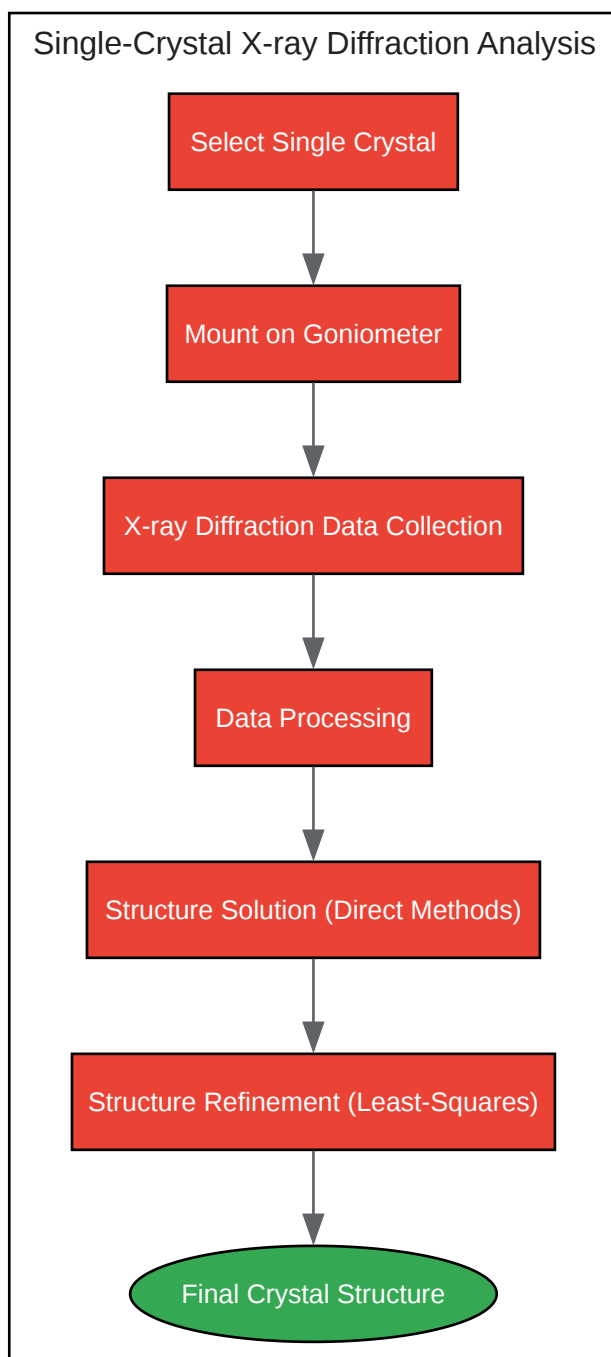 Single-Crystal X-ray Diffraction Analysis
Select Single Crystal
Mount on Goniometer
X-ray Diffraction Data Collection
Data Processing
Structure Solution (Direct Methods)
Structure Refinement (Least-Squares)
Final Crystal Structure